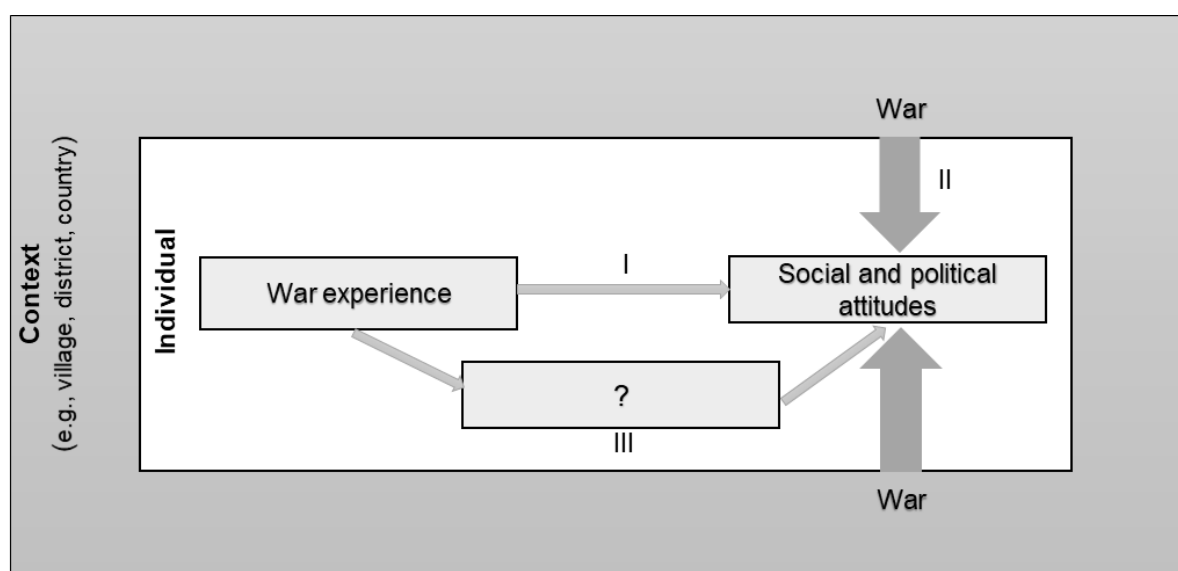 Context
(e.g., village, district, country)
Individual
War
II
War experience
I
Social and political
attitudes
?
III
War